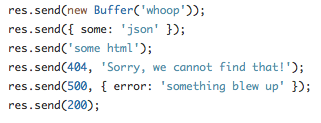 res.send(new Buffer('whoop'));
res.send({ some: 'json' });
res.send('some html');
res.send(404, 'Sorry, we cannot find that!');
res.send(500, { error: 'something blew up' });
res.send(200);